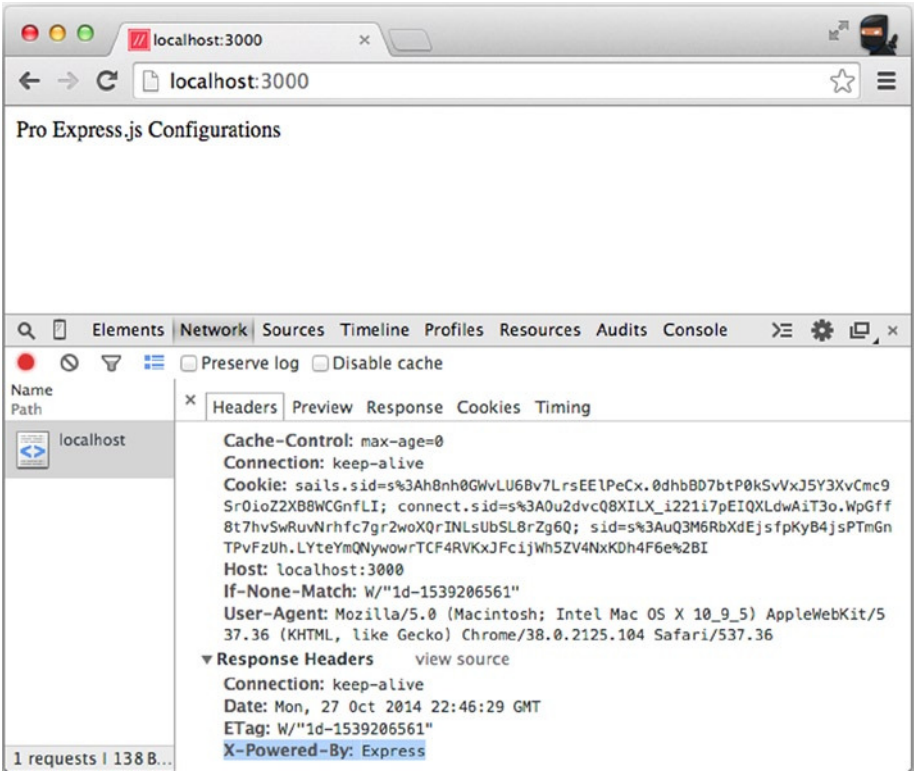 localhost:3000
localhost:3000
Pro Express.js Configurations
Elements Network Sources Timeline Profiles Resources Audits Console
Preserve log Disable cache
Name
Path
Headers Preview Response Cookies Timing
localhost
Cache-Control: max-age=0
Connection: keep-alive
Cookie: sails.sid=s%3Ah8nh0GWvLU6Bv7LrsEElPeCx.0dhbBD7btP0kSvVxJ5Y3XvCmc9
SrOioZ2XB8WCGnfLI; connect.sid=s%3AOu2dvcQ8XILX_i221i7pEIQXLdwAiT3o.WpGff
8t7hvSwRuvNrhfc7gr2woXQrINLsUbSL8rZg6Q; sid=s%3AuQ3M6RbXdEjsfpKyB4jsPTmGn
TPvFzUh.LYteYmQNywowrTCF4RVKxJFcijWh5ZV4NxKDh4F6e%2BI
Host: localhost:3000
If-None-Match: W/"1d-1539206561"
User-Agent: Mozilla/5.0 (Macintosh; Intel Mac OS X 10_9_5) AppleWebKit/5
37.36 (KHTML, like Gecko) Chrome/38.0.2125.104 Safari/537.36
Response Headers view source
Connection: keep-alive
Date: Mon, 27 Oct 2014 22:46:29 GMT
ETag: W/"1d-1539206561"
X-Powered-By: Express
1 requests | 138 B...